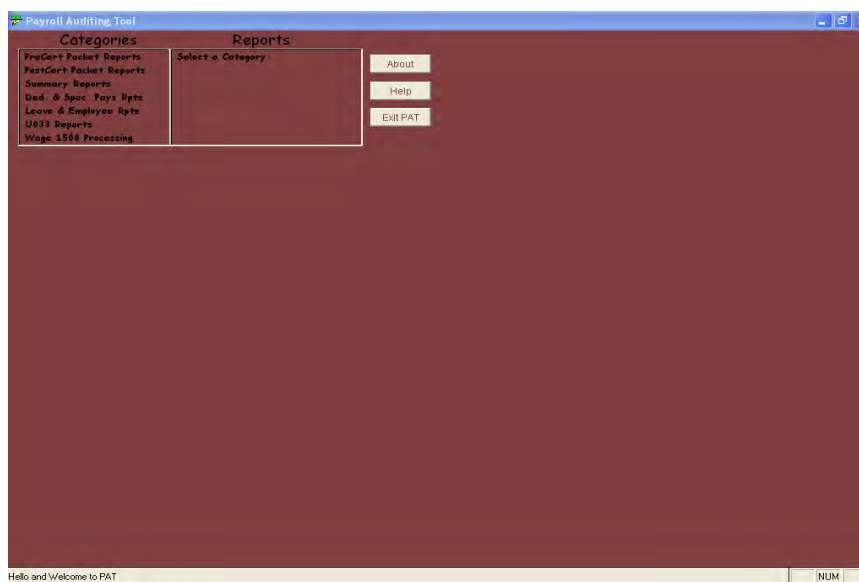 Payroll Auditing Tool
Categories
Reports
PreCert Packet Reports
PostCert Packet Reports
Summary Reports
Ded. & Spec. Pays Rpts
Leave & Employee Rpts
U033 Reports
Wage 1500 Processing
Select a Category
About
Help
Exit PAT
Hello and Welcome to PAT
NUM